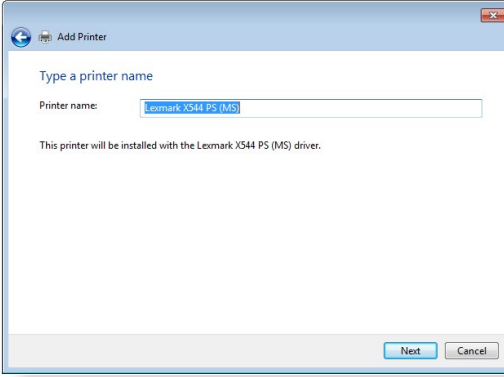 Add Printer
Type a printer name
Printer name: Lexmark X544 PS (MS)
This printer will be installed with the Lexmark X544 PS (MS) driver.
Next Cancel